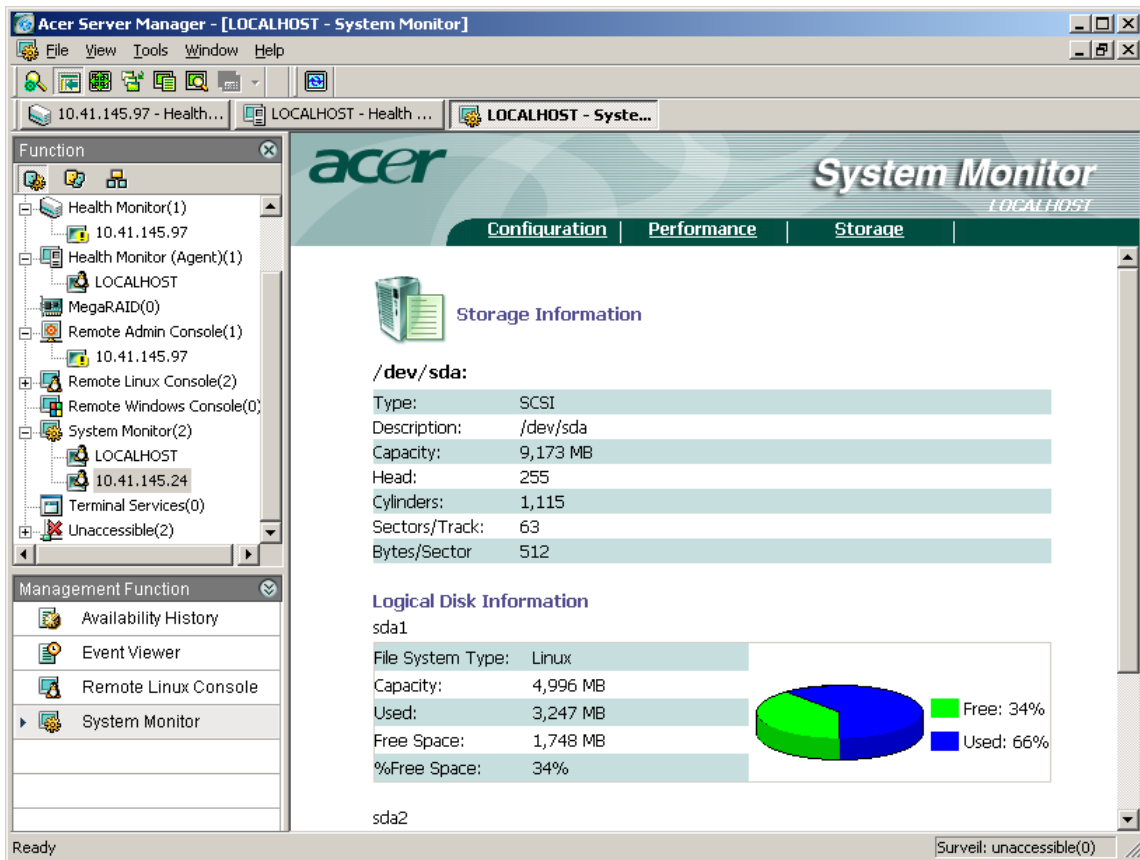 Acer Server Manager - [LOCALHOST - System Monitor]
File View Tools Window Help
10.41.145.97 - Health...
LOCALHOST - Health ...
LOCALHOST - Syste...
Function
Health Monitor(1)
10.41.145.97
Health Monitor (Agent)(1)
LOCALHOST
MegaRAID(0)
Remote Admin Console(1)
10.41.145.97
Remote Linux Console(2)
Remote Windows Console(0)
System Monitor(2)
LOCALHOST
10.41.145.24
Terminal Services(0)
Unaccessible(2)
Management Function
Availability History
Event Viewer
Remote Linux Console
System Monitor
acer
System Monitor
LOCALHOST
Configuration | Performance | Storage |
Storage Information
/dev/sda:
Type: SCSI
Description: /dev/sda
Capacity: 9,173 MB
Head: 255
Cylinders: 1,115
Sectors/Track: 63
Bytes/Sector 512
Logical Disk Information
sda1
File System Type: Linux
Capacity: 4,996 MB
Used: 3,247 MB
Free Space: 1,748 MB
%Free Space: 34%
Free: 34%
Used: 66%
sda2
Ready
Surveil: unaccessible(0)